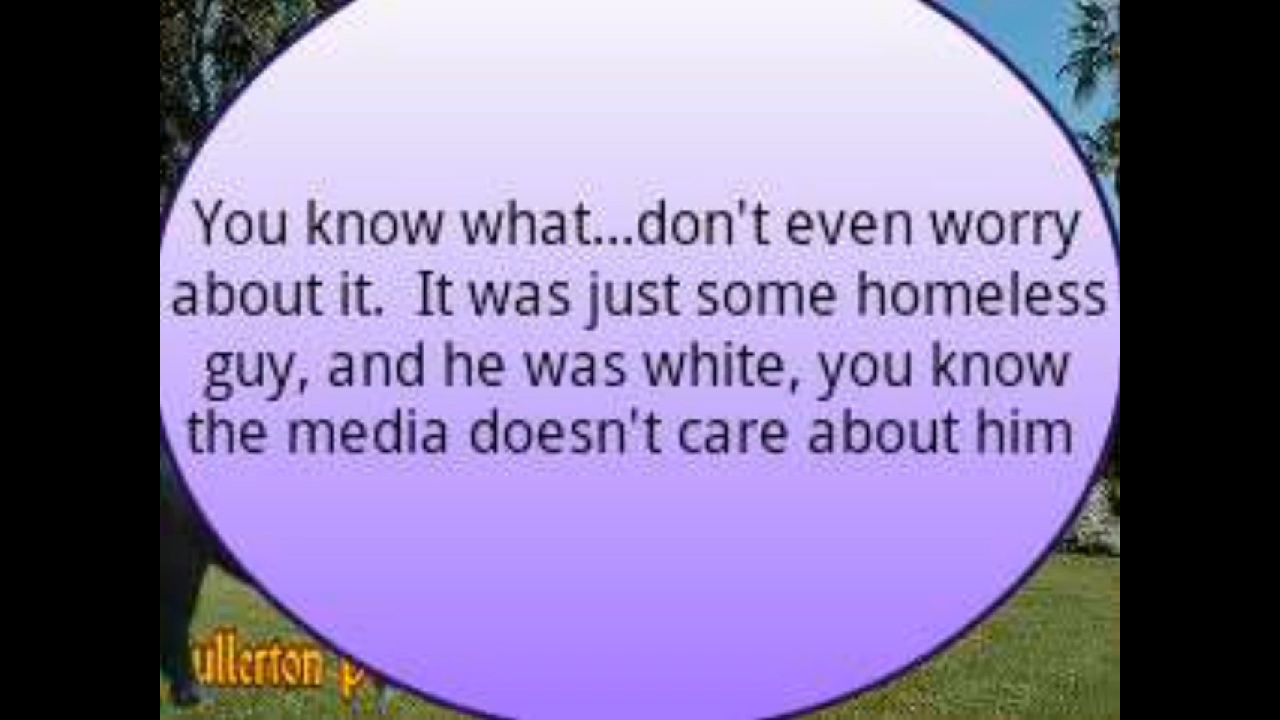 You know what...don't even worry
about it.  It was just some homeless
guy, and he was white, you know
the media doesn't care about him
ullerton p